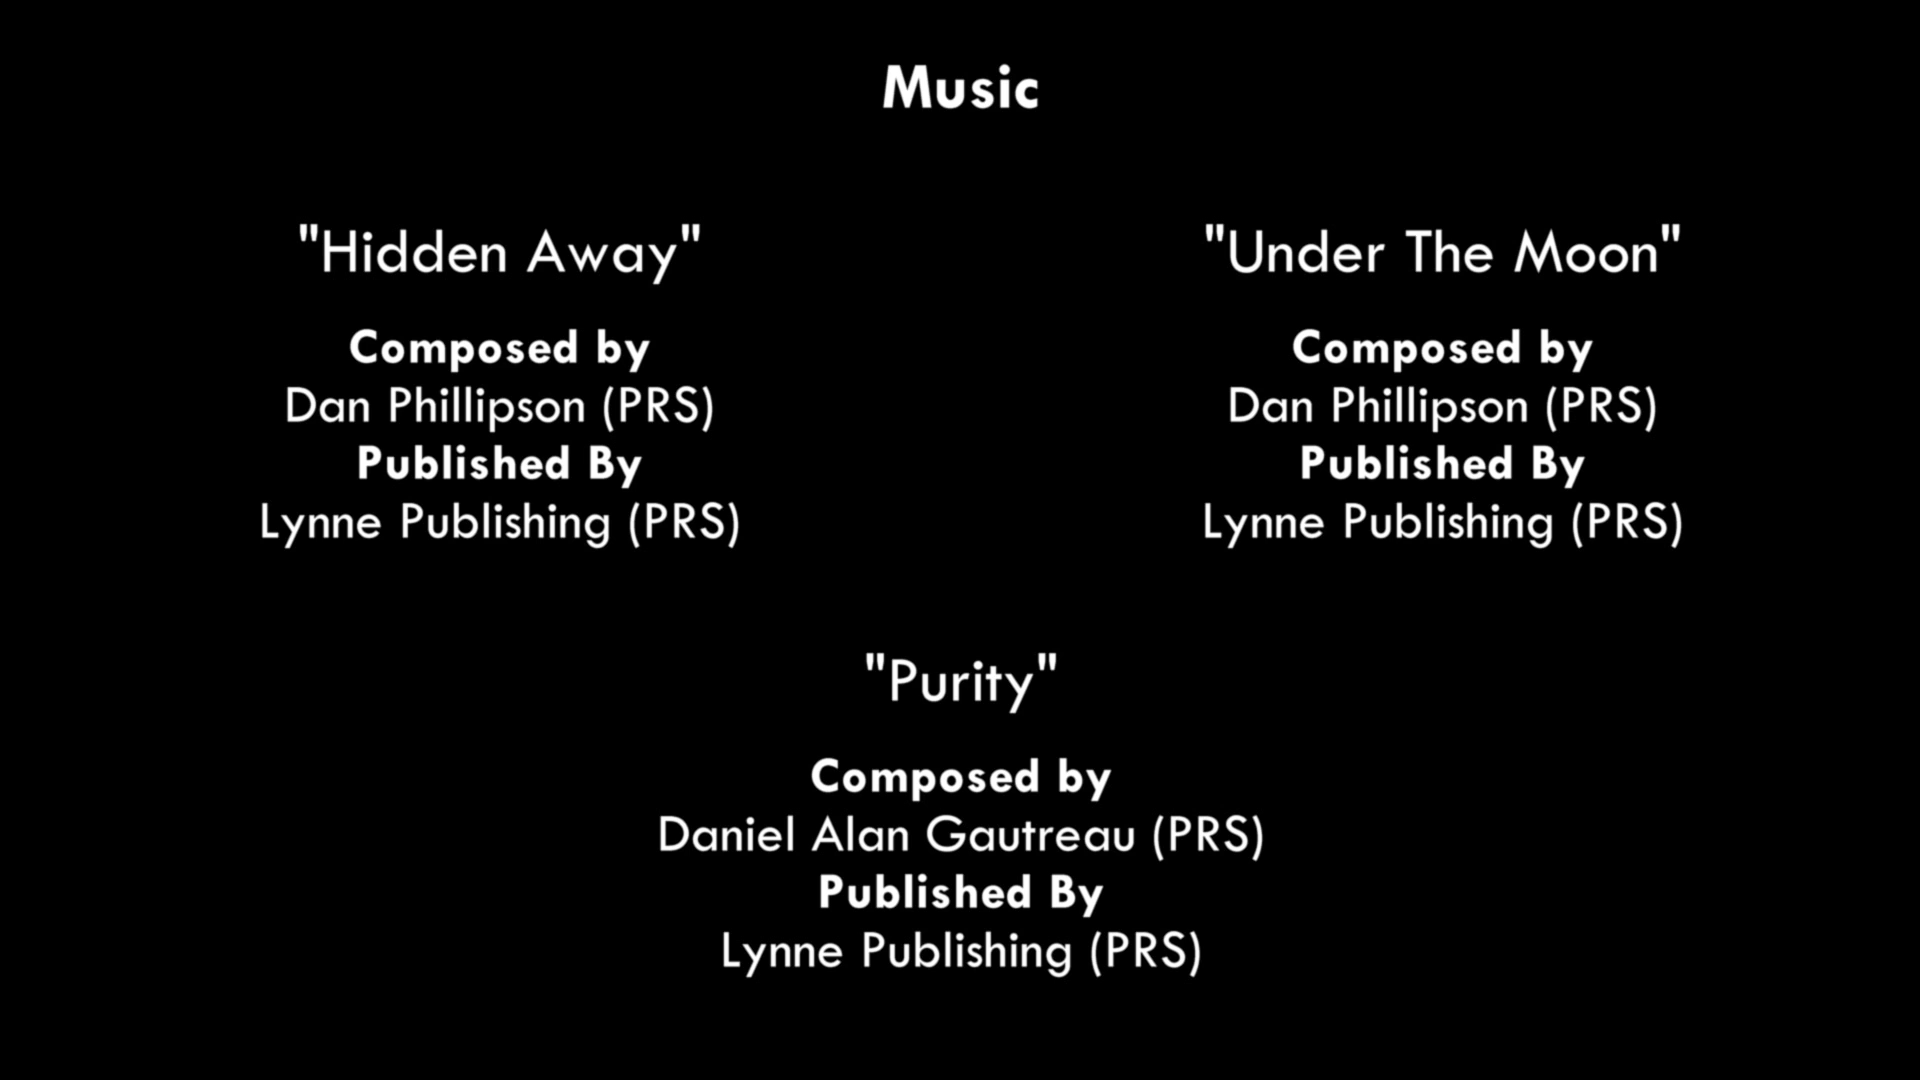 Music
"Hidden Away"
Composed by
Dan Phillipson (PRS)
Published By
Lynne Publishing (PRS)
"Under The Moon"
Composed by
Dan Phillipson (PRS)
Published By
Lynne Publishing (PRS)
"Purity"
Composed by
Daniel Alan Gautreau (PRS)
Published By
Lynne Publishing (PRS)